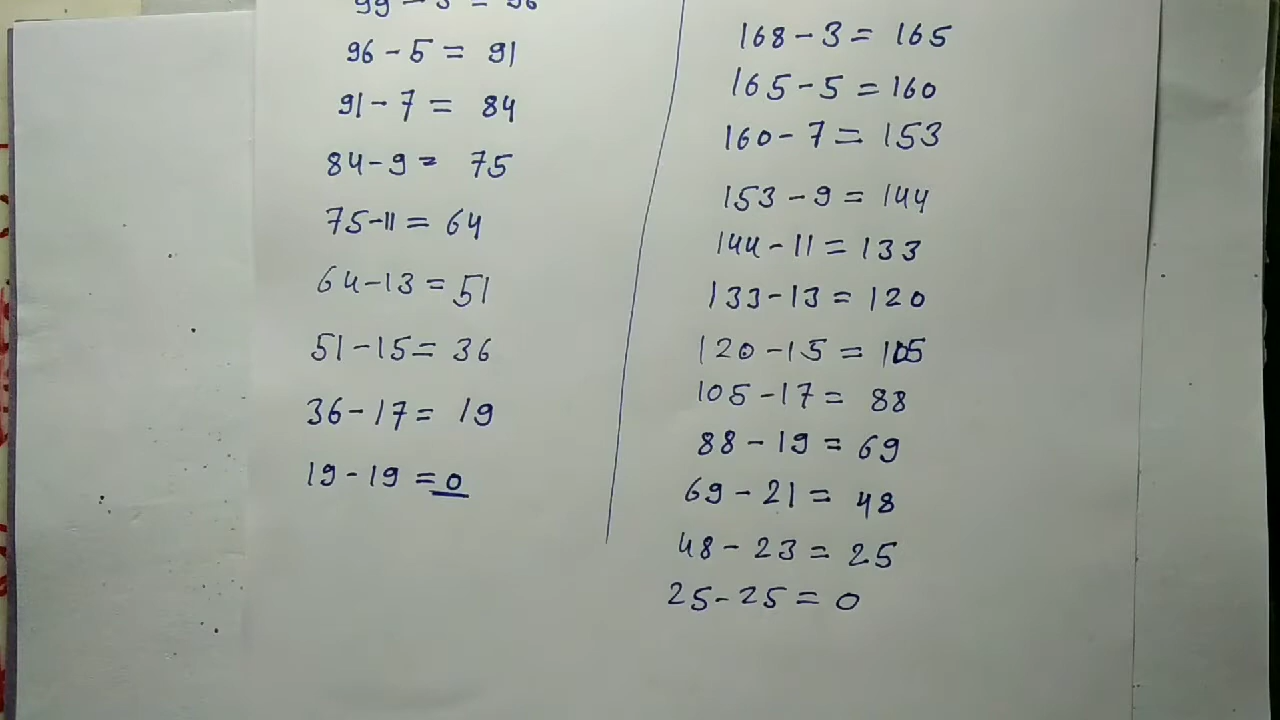 99 - 3 = 96
96 - 5 = 91
91 - 7 = 84
84 - 9 = 75
75 - 11 = 64
64 - 13 = 51
51 - 15 = 36
36 - 17 = 19
19 - 19 = 0
168 - 3 = 165
165 - 5 = 160
160 - 7 = 153
153 - 9 = 144
144 - 11 = 133
133 - 13 = 120
120 - 15 = 105
105 - 17 = 88
88 - 19 = 69
69 - 21 = 48
48 - 23 = 25
25 - 25 = 0